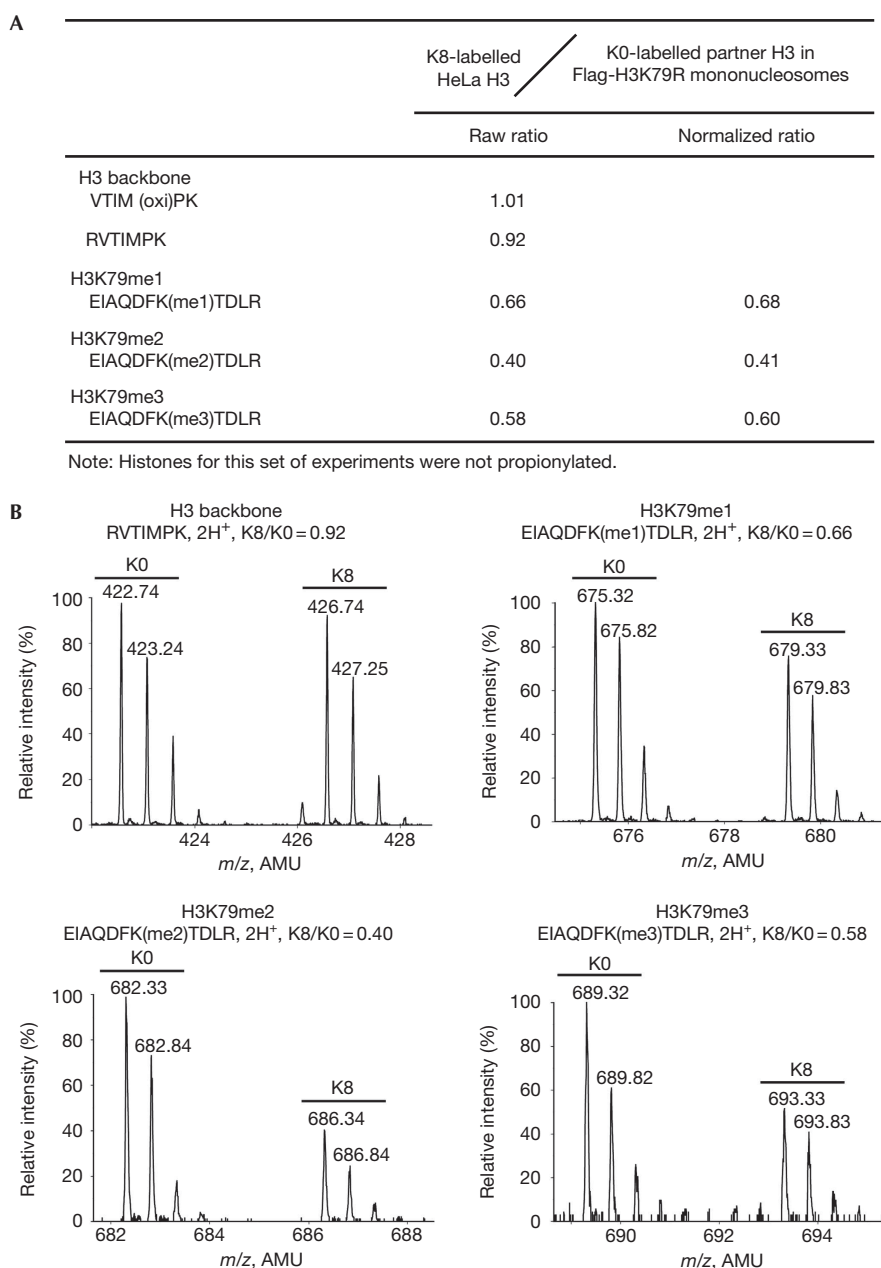 A
K8-labelled HeLa H3 / K0-labelled partner H3 in Flag-H3K79R mononucleosomes
Raw ratio Normalized ratio
H3 backbone
VTIM (oxi)PK 1.01
RVTIMPK 0.92
H3K79me1
EIAQDFK(me1)TDLR 0.66 0.68
H3K79me2
EIAQDFK(me2)TDLR 0.40 0.41
H3K79me3
EIAQDFK(me3)TDLR 0.58 0.60
Note: Histones for this set of experiments were not propionylated.
B
H3 backbone
RVTIMPK, 2H⁺, K8/K0 = 0.92
K0
422.74
423.24
K8
426.74
427.25
100
80
60
40
20
0
Relative intensity (%)
424 426 428
m/z, AMU
H3K79me1
EIAQDFK(me1)TDLR, 2H⁺, K8/K0 = 0.66
K0
675.32
675.82
K8
679.33
679.83
100
80
60
40
20
0
Relative intensity (%)
676 678 680
m/z, AMU
H3K79me2
EIAQDFK(me2)TDLR, 2H⁺, K8/K0 = 0.40
K0
682.33
682.84
K8
686.34
686.84
100
80
60
40
20
0
Relative intensity (%)
682 684 686 688
m/z, AMU
H3K79me3
EIAQDFK(me3)TDLR, 2H⁺, K8/K0 = 0.58
K0
689.32
689.82
K8
693.33
693.83
100
80
60
40
20
0
Relative intensity (%)
690 692 694
m/z, AMU